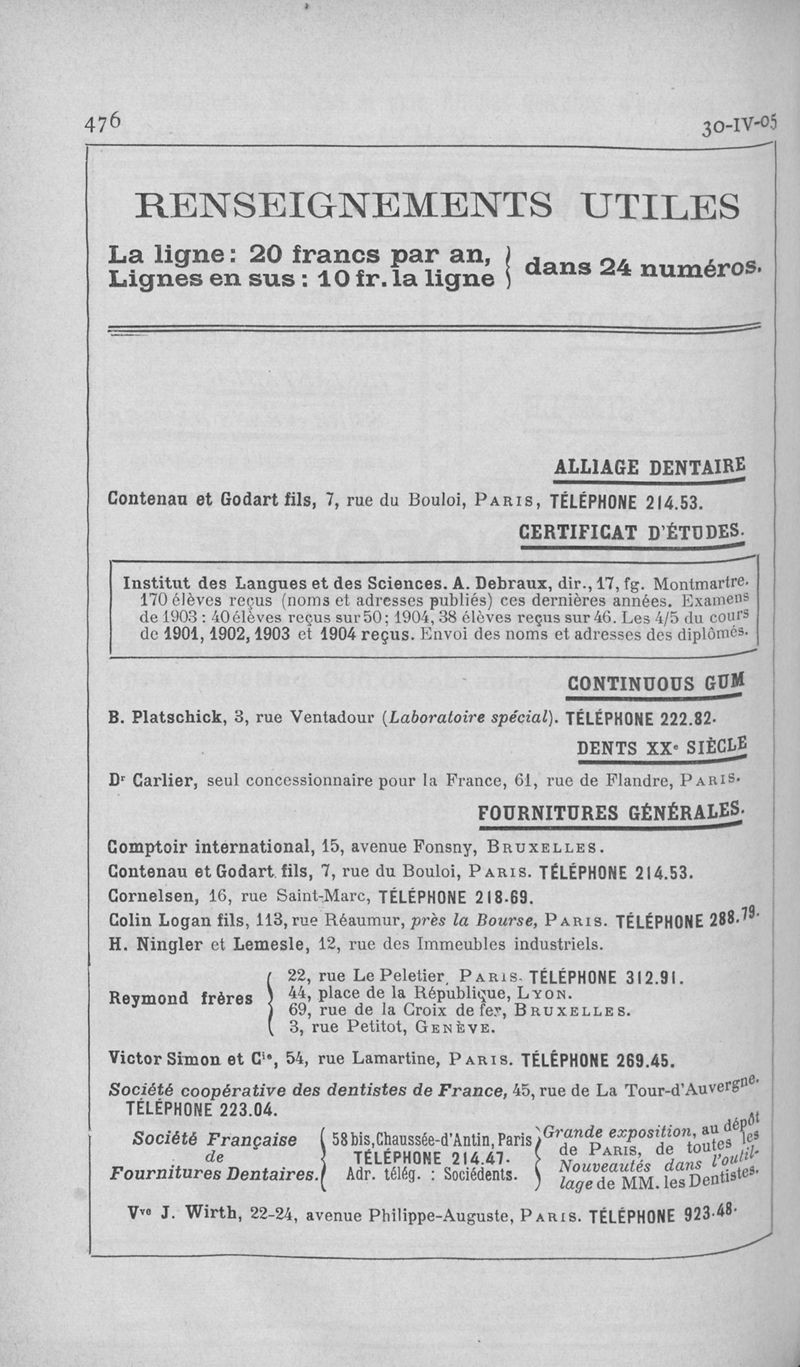 476
30-IV-05
RENSEIGNEMENTS UTILES
La ligne: 20 francs par an,
Lignes en sus : 10 fr. la ligne
dans 24 numéros.
ALLIAGE DENTAIRE
Contenau et Godart fils, 7, rue du Bouloi, PARIS, TÉLÉPHONE 214.53.
CERTIFICAT D'ÉTUDES.
Institut des Langues et des Sciences. A. Debraux, dir., 17, fg. Montmartre.
170 élèves reçus (noms et adresses publiés) ces dernières années. Examens
de 1903 : 40 élèves reçus sur 50 ; 1904, 38 élèves reçus sur 46. Les 4/5 du cours
de 1901, 1902, 1903 et 1904 reçus. Envoi des noms et adresses des diplômés.
CONTINUOUS GUM
B. Platschick, 3, rue Ventadour (Laboratoire spécial). TÉLÉPHONE 222.82.
DENTS XXe SIÈCLE
Dr Carlier, seul concessionnaire pour la France, 61, rue de Flandre, PARIS.
FOURNITURES GÉNÉRALES.
Comptoir international, 15, avenue Fonsny, BRUXELLES.
Contenau et Godart. fils, 7, rue du Bouloi, PARIS. TÉLÉPHONE 214.53.
Cornelsen, 16, rue Saint-Marc, TÉLÉPHONE 218.69.
Colin Logan fils, 113, rue Réaumur, près la Bourse, PARIS. TÉLÉPHONE 288.79.
H. Ningler et Lemesle, 12, rue des Immeubles industriels.
Reymond frères
22, rue Le Peletier. PARIS. TÉLÉPHONE 312.91.
44, place de la République, LYON.
69, rue de la Croix de fer, BRUXELLES.
3, rue Petitot, GENÈVE.
Victor Simon et Cie, 54, rue Lamartine, PARIS. TÉLÉPHONE 269.45.
Société coopérative des dentistes de France, 45, rue de La Tour-d'Auvergne.
TÉLÉPHONE 223.04.
Société Française
de
Fournitures Dentaires.
58 bis, Chaussée-d'Antin, Paris
TÉLÉPHONE 214.47.
Adr. télég. : Sociédents.
Grande exposition, au dépôt
de PARIS, de toutes les
Nouveautés dans l'outil-
lage de MM. les Dentistes.
Vve J. Wirth, 22-24, avenue Philippe-Auguste, PARIS. TÉLÉPHONE 923.48.